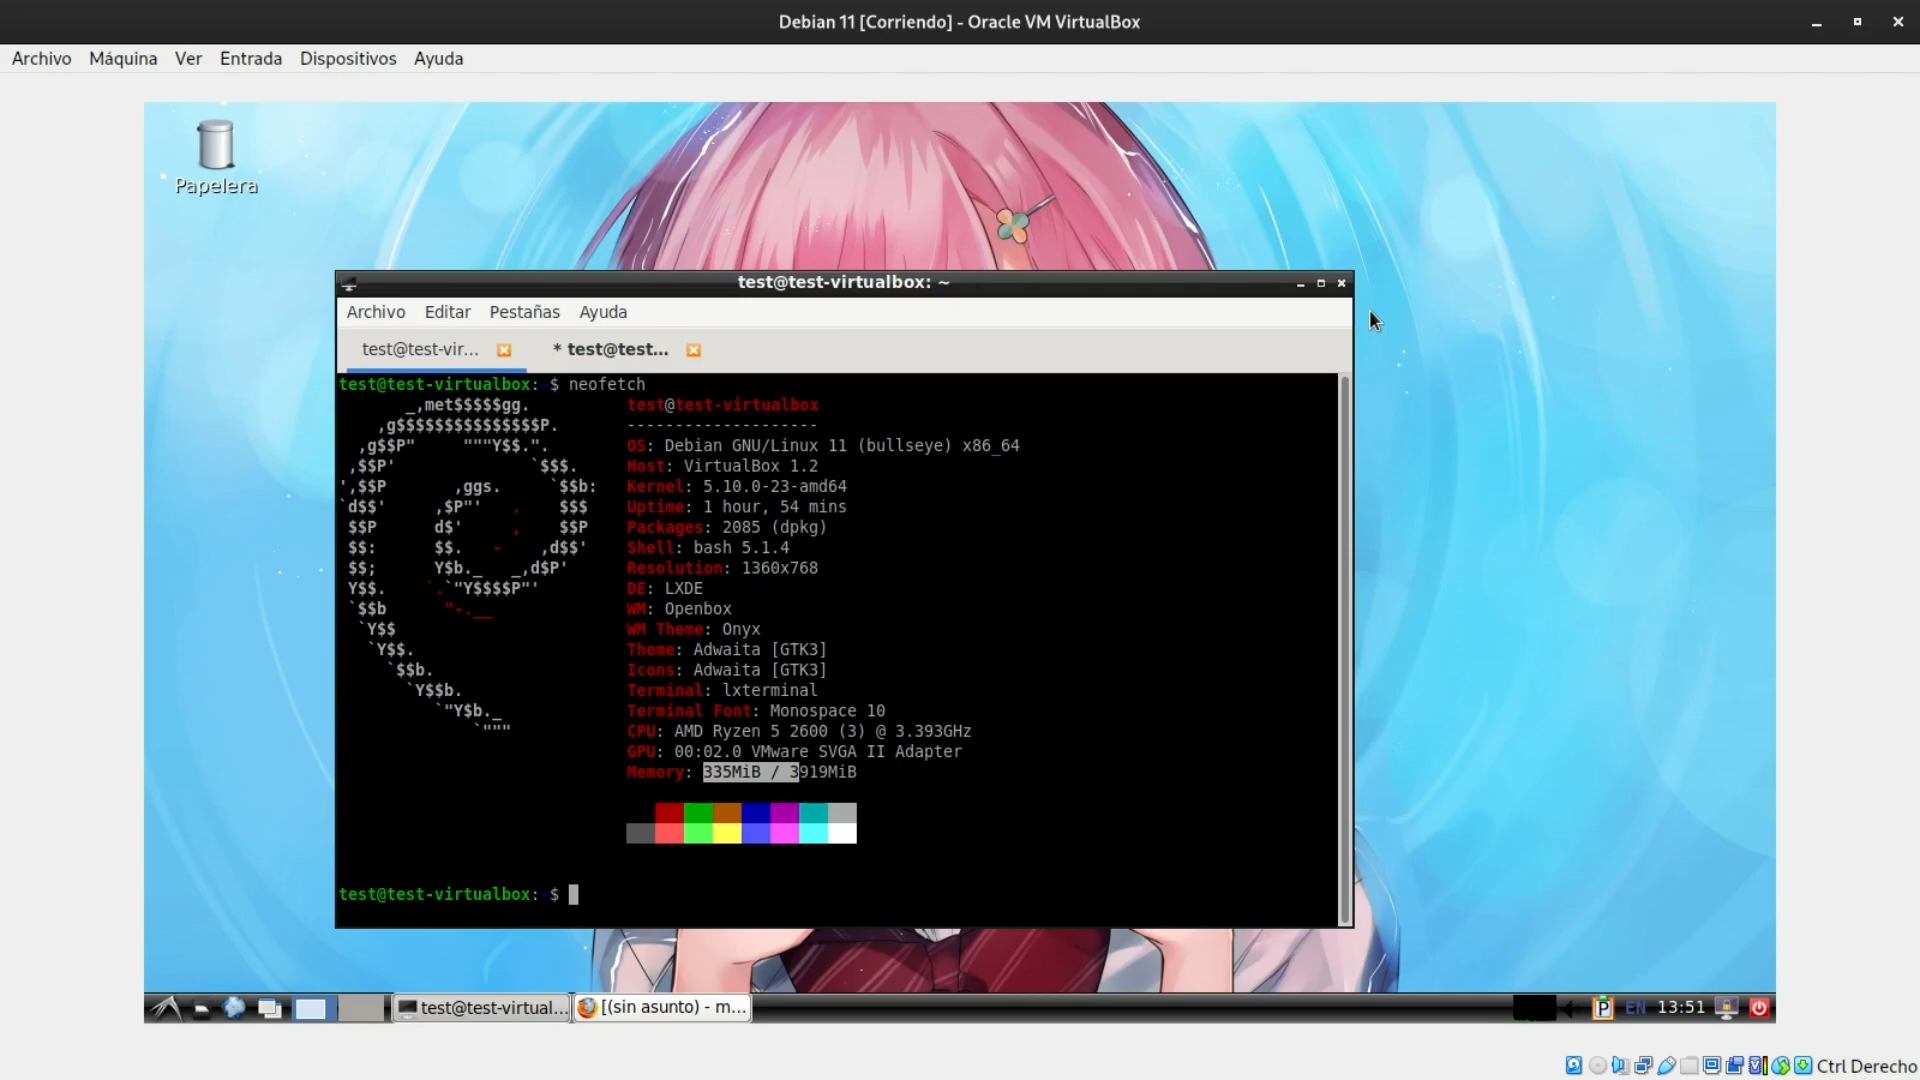 Debian 11 [Corriendo] - Oracle VM VirtualBox
Archivo Máquina Ver Entrada Dispositivos Ayuda
Papelera
test@test-virtualbox: ~
Archivo Editar Pestañas Ayuda
test@test-vir... * test@test...
test@test-virtualbox:~$ neofetch
_,met$$$$$gg. test@test-virtualbox
,g$$$$$$$$$$$$$$$P. -------------------
,g$$P" """Y$$.". OS: Debian GNU/Linux 11 (bullseye) x86_64
,$$P' `$$$. Host: VirtualBox 1.2
',$$P ,ggs. `$$b: Kernel: 5.10.0-23-amd64
`d$$' ,$P"' . $$$ Uptime: 1 hour, 54 mins
$$P d$' , $$P Packages: 2085 (dpkg)
$$: $$. - ,d$$' Shell: bash 5.1.4
$$; Y$b._ _,d$P' Resolution: 1360x768
Y$$. `.`"Y$$$$P"' DE: LXDE
`$$b "-.__ WM: Openbox
`Y$$ WM Theme: Onyx
`Y$$. Theme: Adwaita [GTK3]
`$$b. Icons: Adwaita [GTK3]
`Y$$b. Terminal: lxterminal
`"Y$b._ Terminal Font: Monospace 10
`""" CPU: AMD Ryzen 5 2600 (3) @ 3.393GHz
GPU: 00:02.0 VMware SVGA II Adapter
Memory: 335MiB / 3919MiB
test@test-virtualbox:~$
test@test-virtual... [(sin asunto) - m... P EN 13:51
Ctrl Derecho